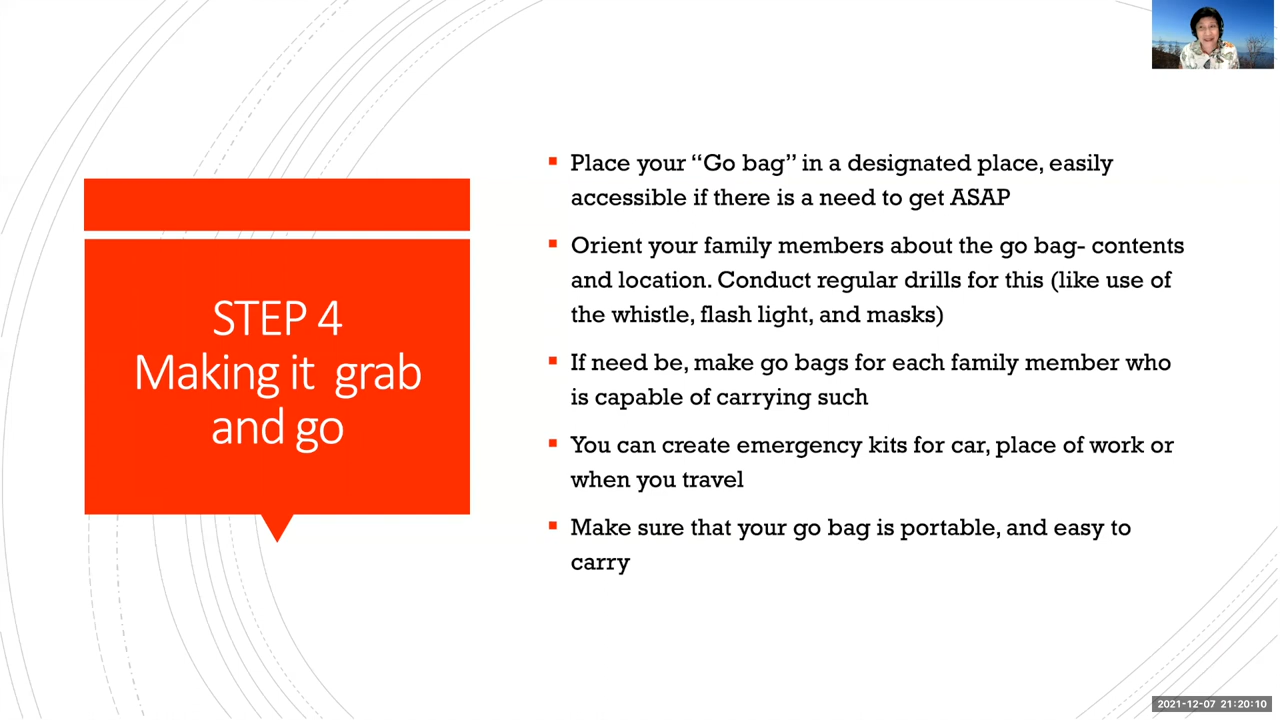 STEP 4
Making it grab
and go
Place your “Go bag” in a designated place, easily
accessible if there is a need to get ASAP
Orient your family members about the go bag- contents
and location. Conduct regular drills for this (like use of
the whistle, flash light, and masks)
If need be, make go bags for each family member who
is capable of carrying such
You can create emergency kits for car, place of work or
when you travel
Make sure that your go bag is portable, and easy to
carry
2021-12-07 21:20:10